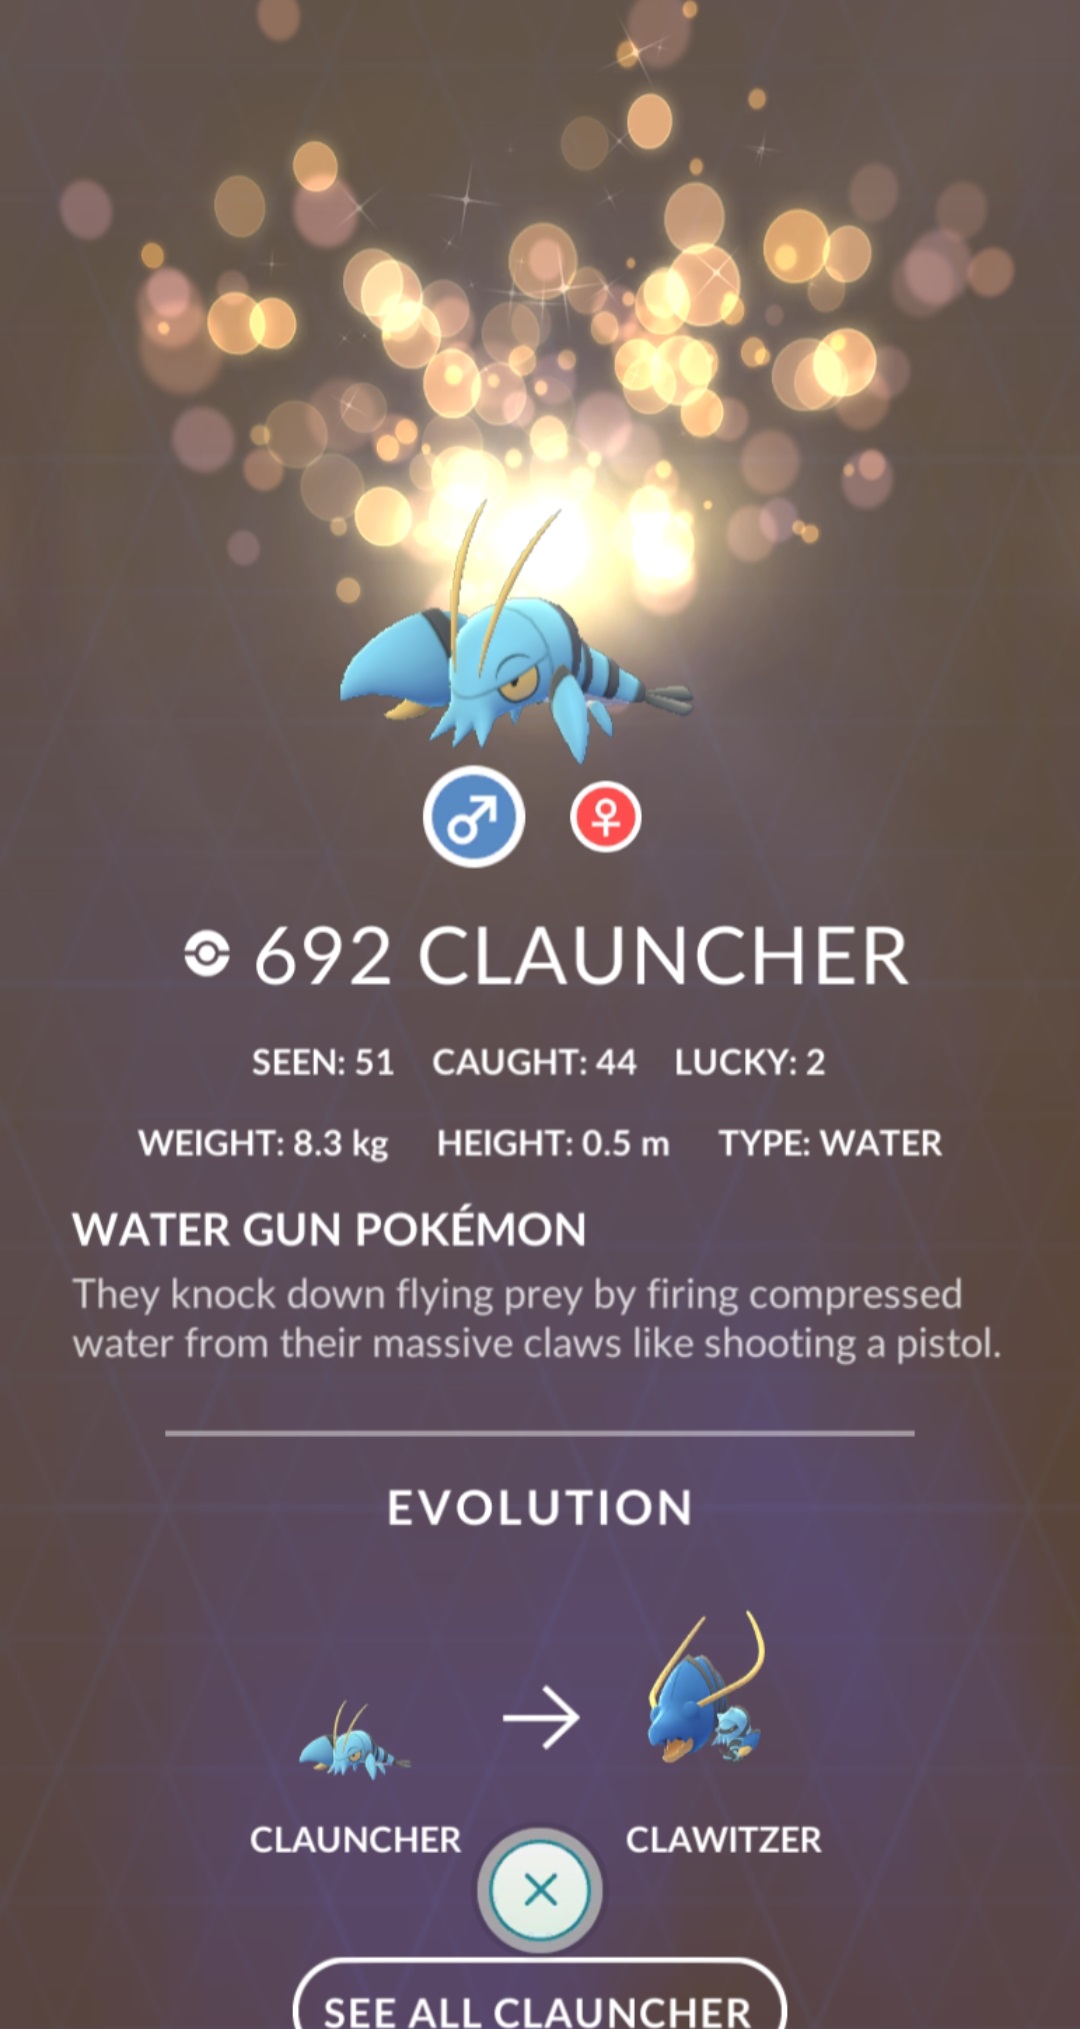 692 CLAUNCHER
SEEN: 51 CAUGHT: 44 LUCKY: 2
WEIGHT: 8.3 kg HEIGHT: 0.5 m TYPE: WATER
WATER GUN POKÉMON
They knock down flying prey by firing compressed
water from their massive claws like shooting a pistol.
EVOLUTION
CLAUNCHER CLAWITZER
SEE ALL CLAUNCHER